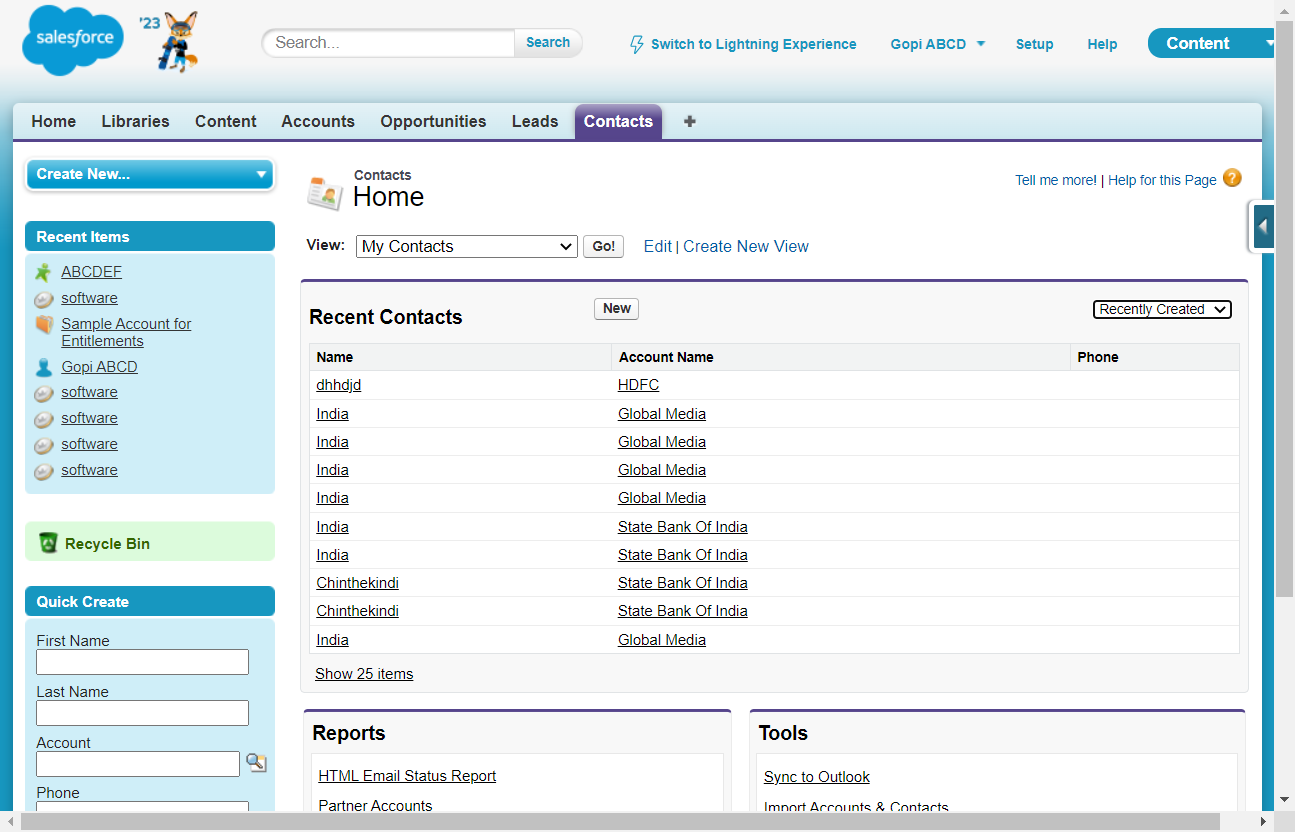 salesforce
'23
Search...
Search
Switch to Lightning Experience
Gopi ABCD
Setup
Help
Content
Home
Libraries
Content
Accounts
Opportunities
Leads
Contacts
+
Create New...
Recent Items
ABCDEF
software
Sample Account for
Entitlements
Gopi ABCD
software
software
software
software
Recycle Bin
Quick Create
First Name
Last Name
Account
Phone
Contacts
Home
Tell me more! | Help for this Page ?
View: My Contacts Go! Edit | Create New View
Recent Contacts New Recently Created
Name Account Name Phone
dhhdjd HDFC
India Global Media
India Global Media
India Global Media
India Global Media
India State Bank Of India
India State Bank Of India
Chinthekindi State Bank Of India
Chinthekindi State Bank Of India
India Global Media
Show 25 items
Reports
HTML Email Status Report
Partner Accounts
Tools
Sync to Outlook
Import Accounts & Contacts